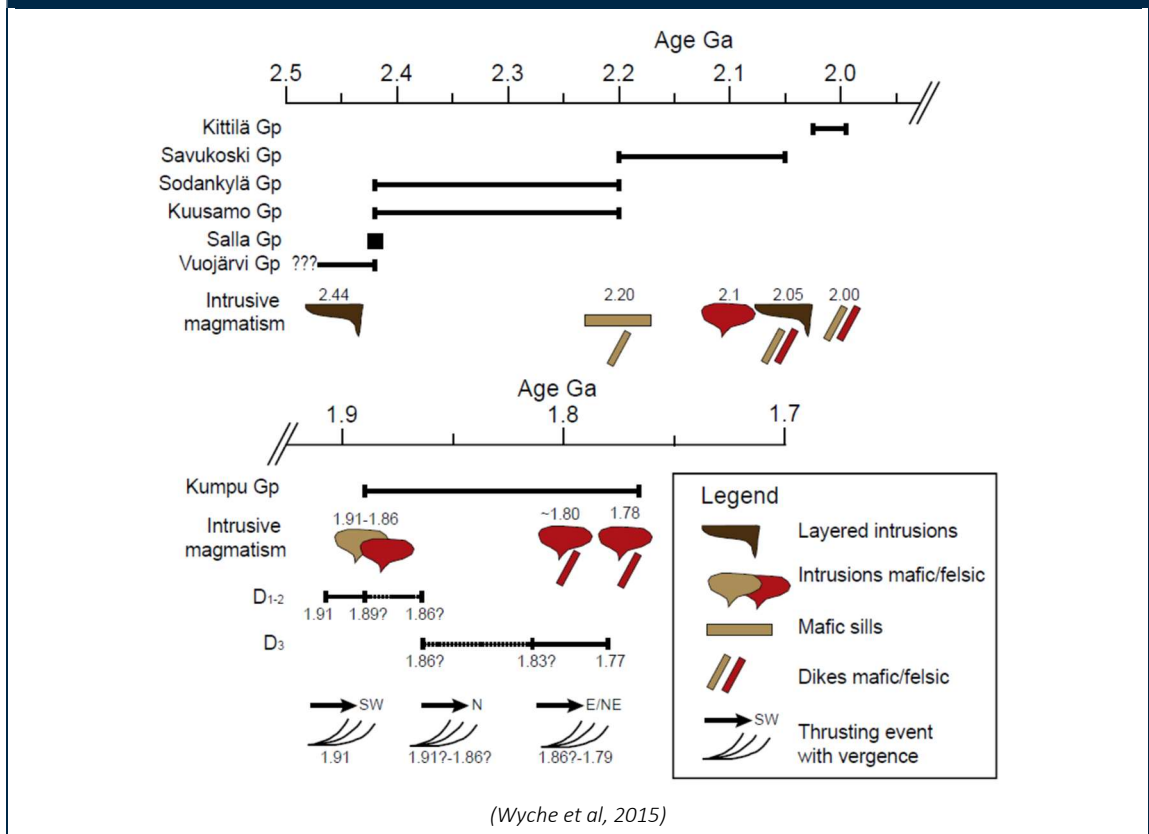 Age Ga
2.5 2.4 2.3 2.2 2.1 2.0
Kittilä Gp
Savukoski Gp
Sodankylä Gp
Kuusamo Gp
Salla Gp
Vuojärvi Gp ???
Intrusive
magmatism
2.44 2.20 2.1 2.05 2.00
Age Ga
1.9 1.8 1.7
Kumpu Gp
Intrusive
magmatism
1.91-1.86 ~1.80 1.78
D1-2
1.91 1.89? 1.86?
D3
1.86? 1.83? 1.77
SW N E/NE
1.91 1.91?-1.86? 1.86?-1.79
Legend
Layered intrusions
Intrusions mafic/felsic
Mafic sills
Dikes mafic/felsic
SW
Thrusting event
with vergence
(Wyche et al, 2015)